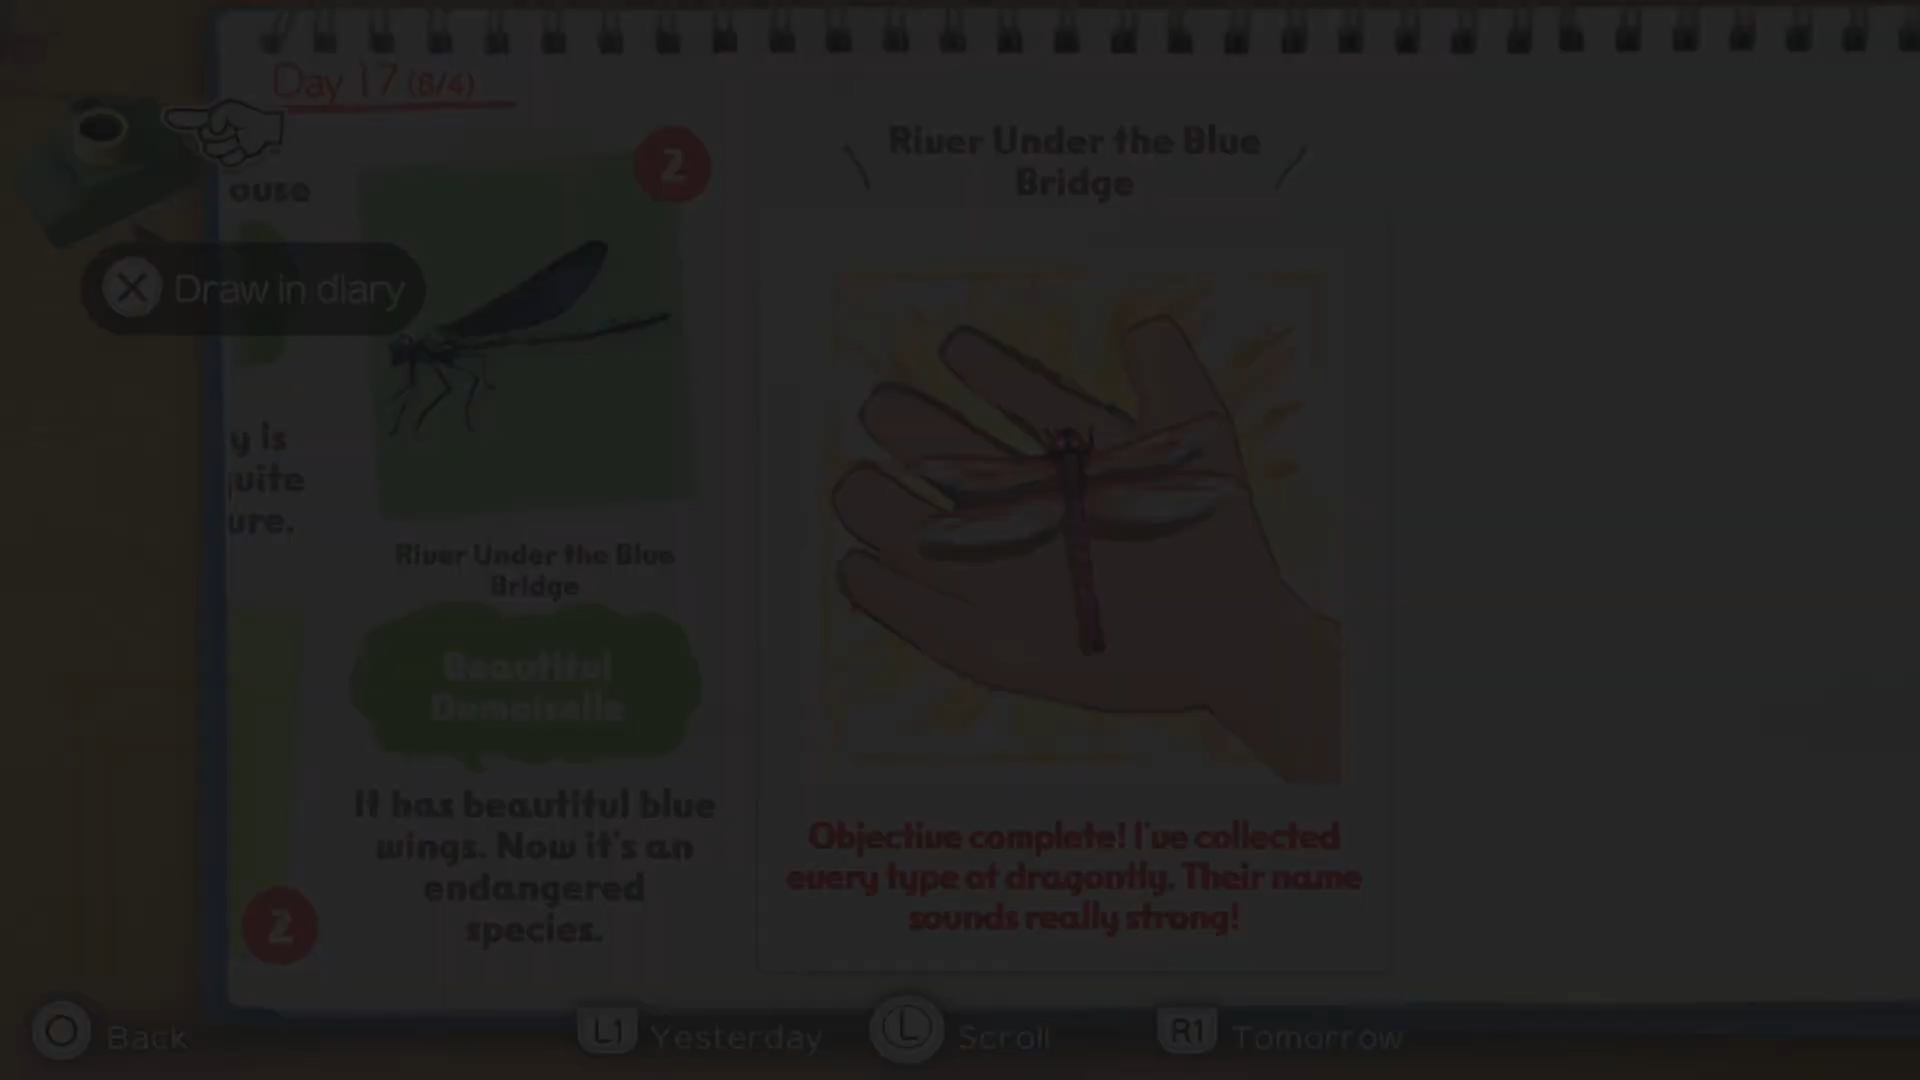 Day 17 (8/4)
ouse
y is
uite
ure.
2
2
River Under the Blue
Bridge
Beautiful
Demoiselle
It has beautiful blue
wings. Now it's an
endangered
species.
River Under the Blue
Bridge
Objective complete! I've collected
every type of dragonfly. Their name
sounds really strong!
Draw in diary
Back
L1 Yesterday
L Scroll
R1 Tomorrow